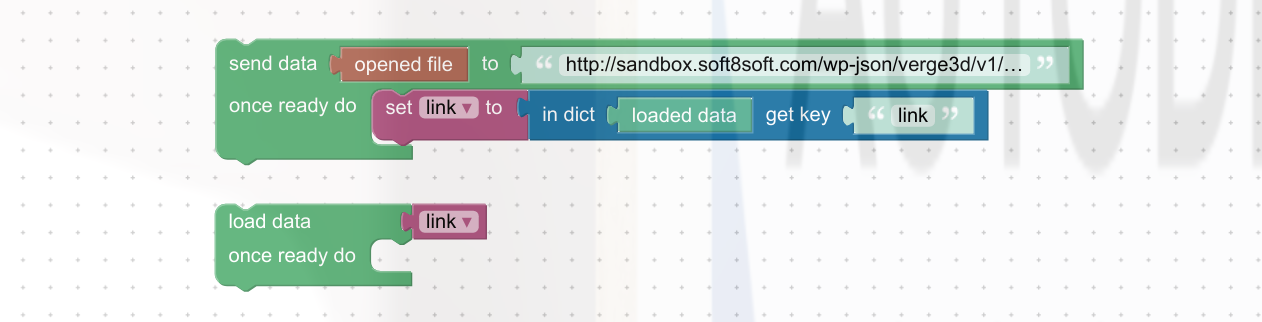 send data opened file to “ http://sandbox.soft8soft.com/wp-json/verge3d/v1/… ”
once ready do set link ▾ to in dict loaded data get key “ link ”
load data link ▾
once ready do